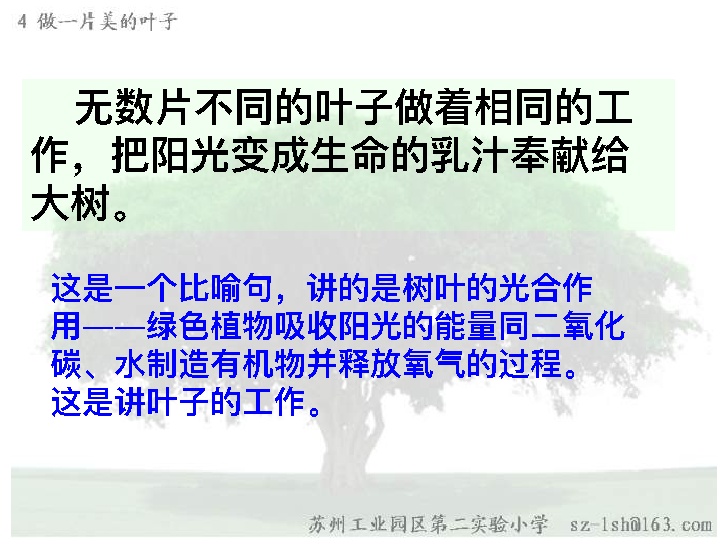 4 做一片美的叶子
无数片不同的叶子做着相同的工
作，把阳光变成生命的乳汁奉献给
大树。
这是一个比喻句，讲的是树叶的光合作
用——绿色植物吸收阳光的能量同二氧化
碳、水制造有机物并释放氧气的过程。
这是讲叶子的工作。
苏州工业园区第二实验小学 sz-lsh@163.com